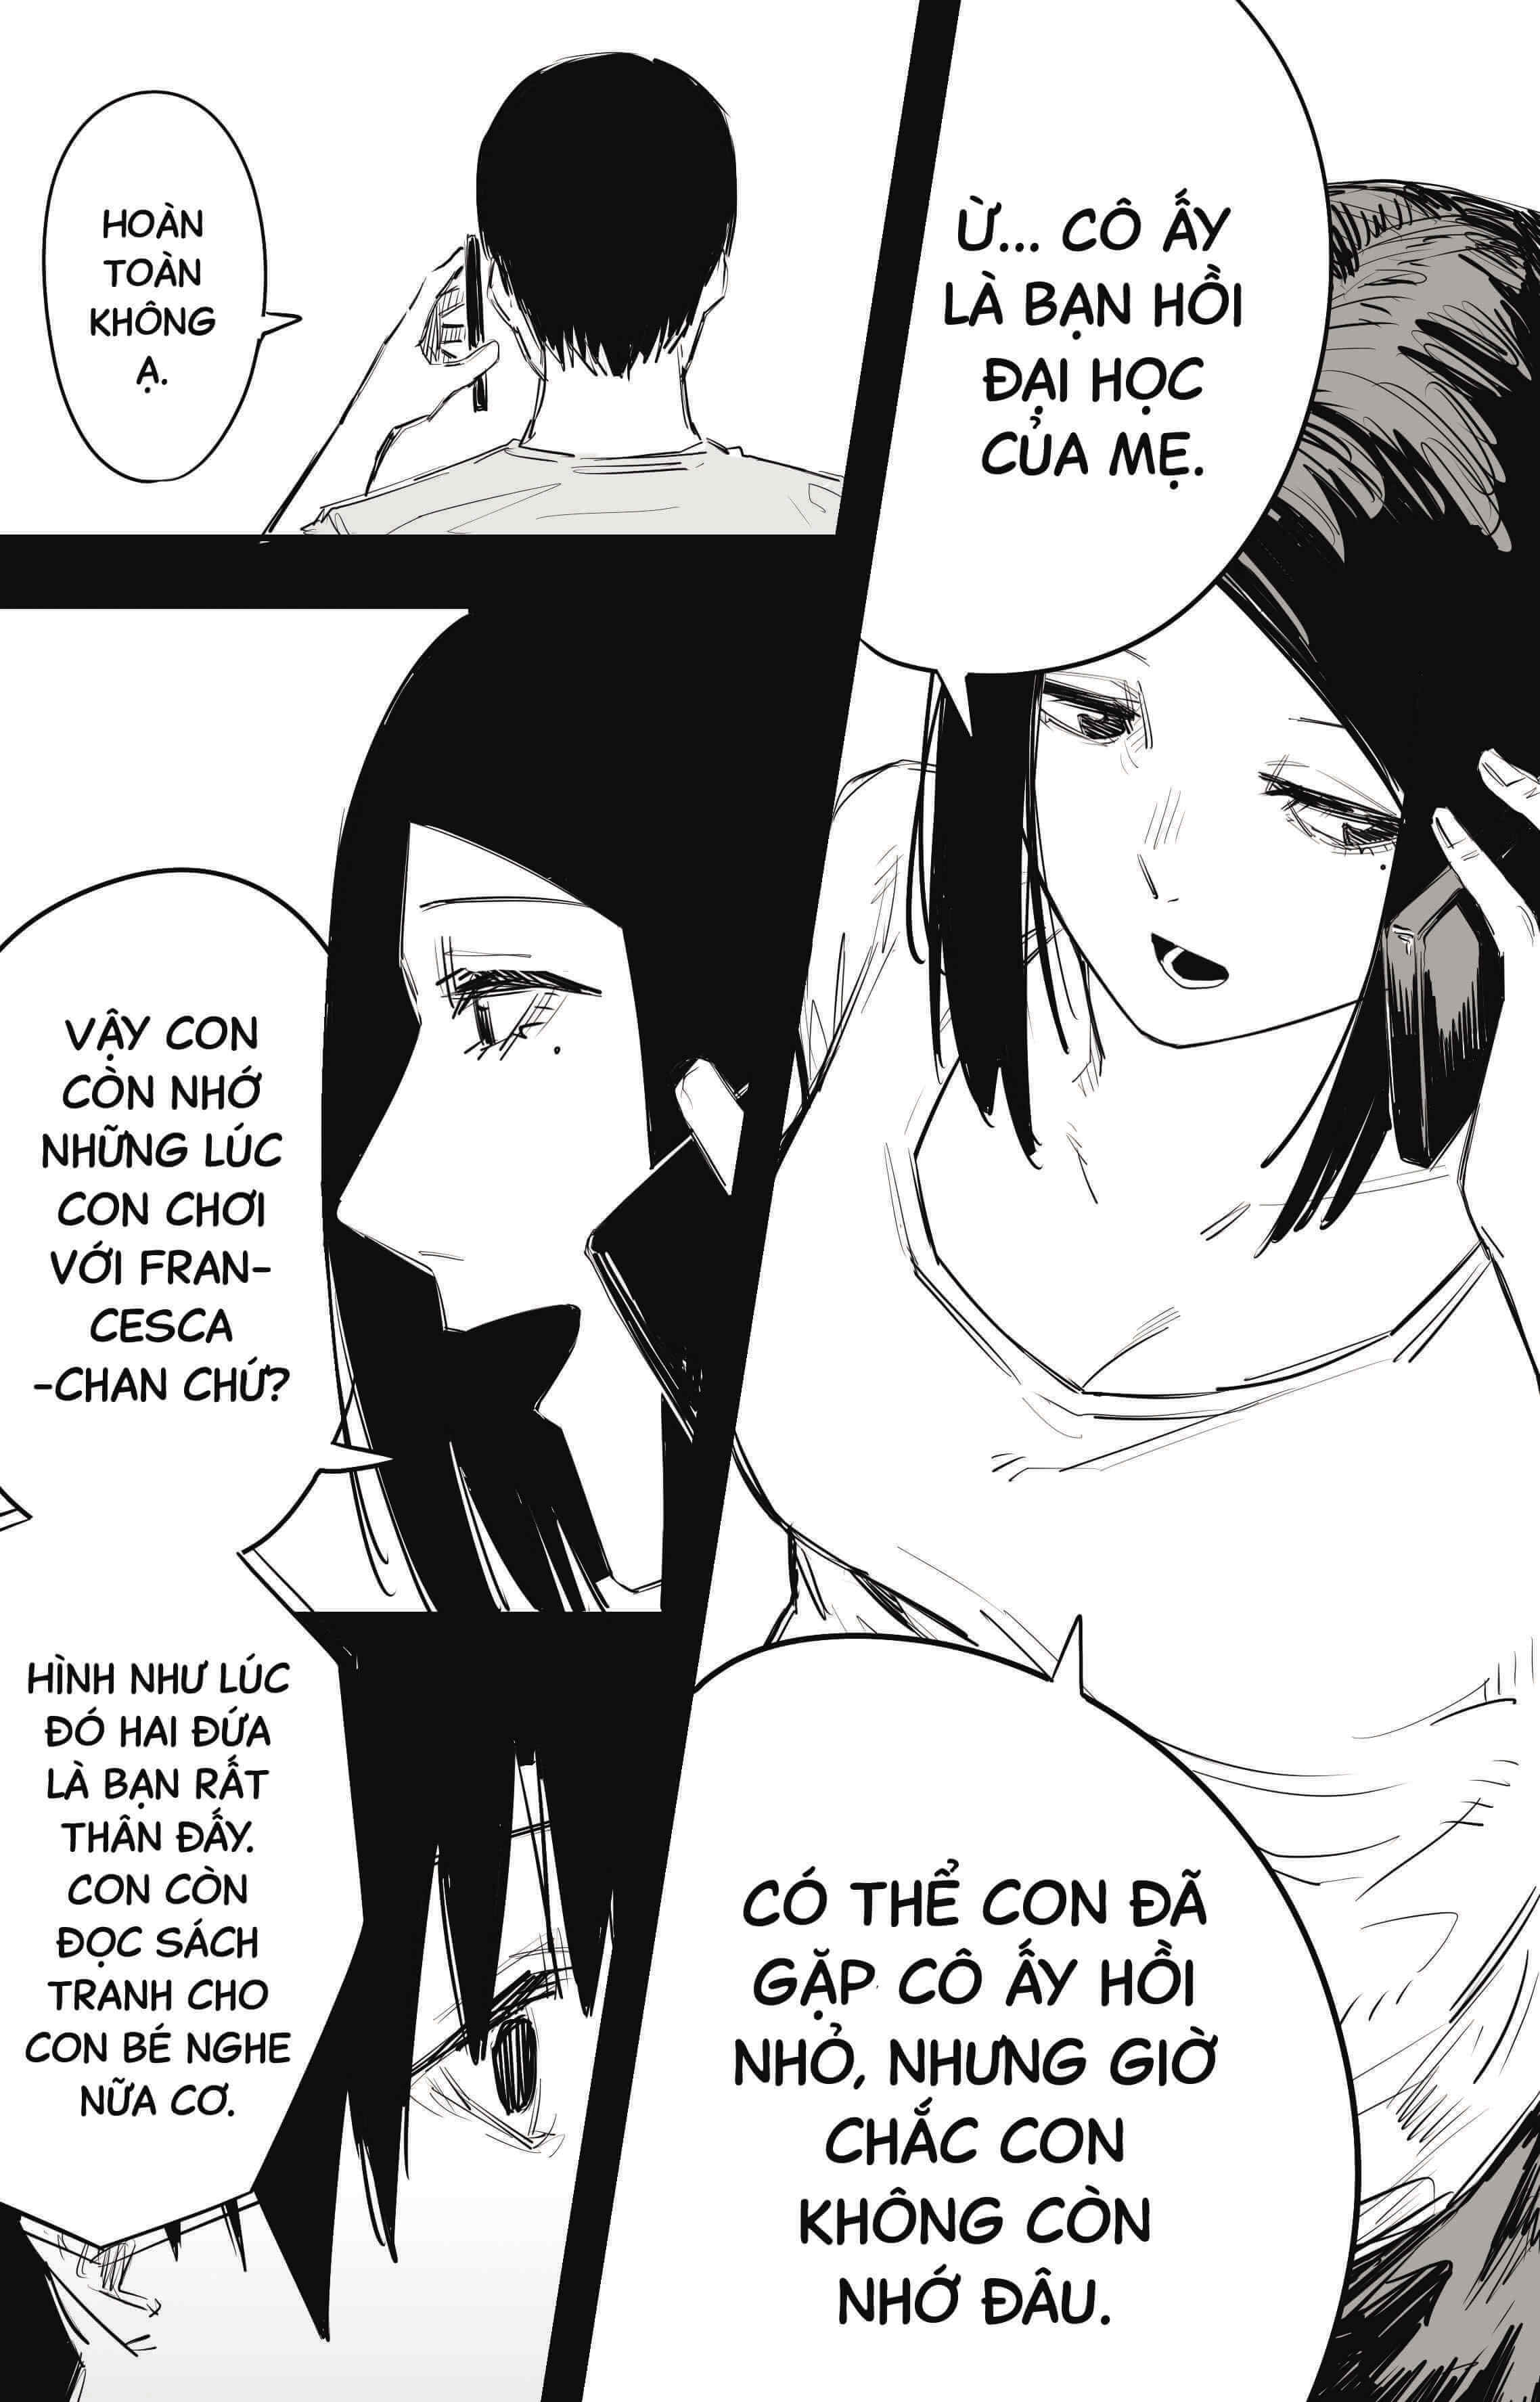 Ừ... CÔ ẤY
LÀ BẠN HỒI
ĐẠI HỌC
CỦA MẸ.
CÓ THỂ CON ĐÃ
GẶP CÔ ẤY HỒI
NHỎ, NHƯNG GIỜ
CHẮC CON
KHÔNG CÒN
NHỚ ĐÂU.
HOÀN
TOÀN
KHÔNG
Ạ.
VẬY CON
CÒN NHỚ
NHỮNG LÚC
CON CHƠI
VỚI FRAN-
CESCA
-CHAN CHỨ?
HÌNH NHƯ LÚC
ĐÓ HAI ĐỨA
LÀ BẠN RẤT
THÂN ĐẤY.
CON CÒN
ĐỌC SÁCH
TRANH CHO
CON BÉ NGHE
NỮA CƠ.